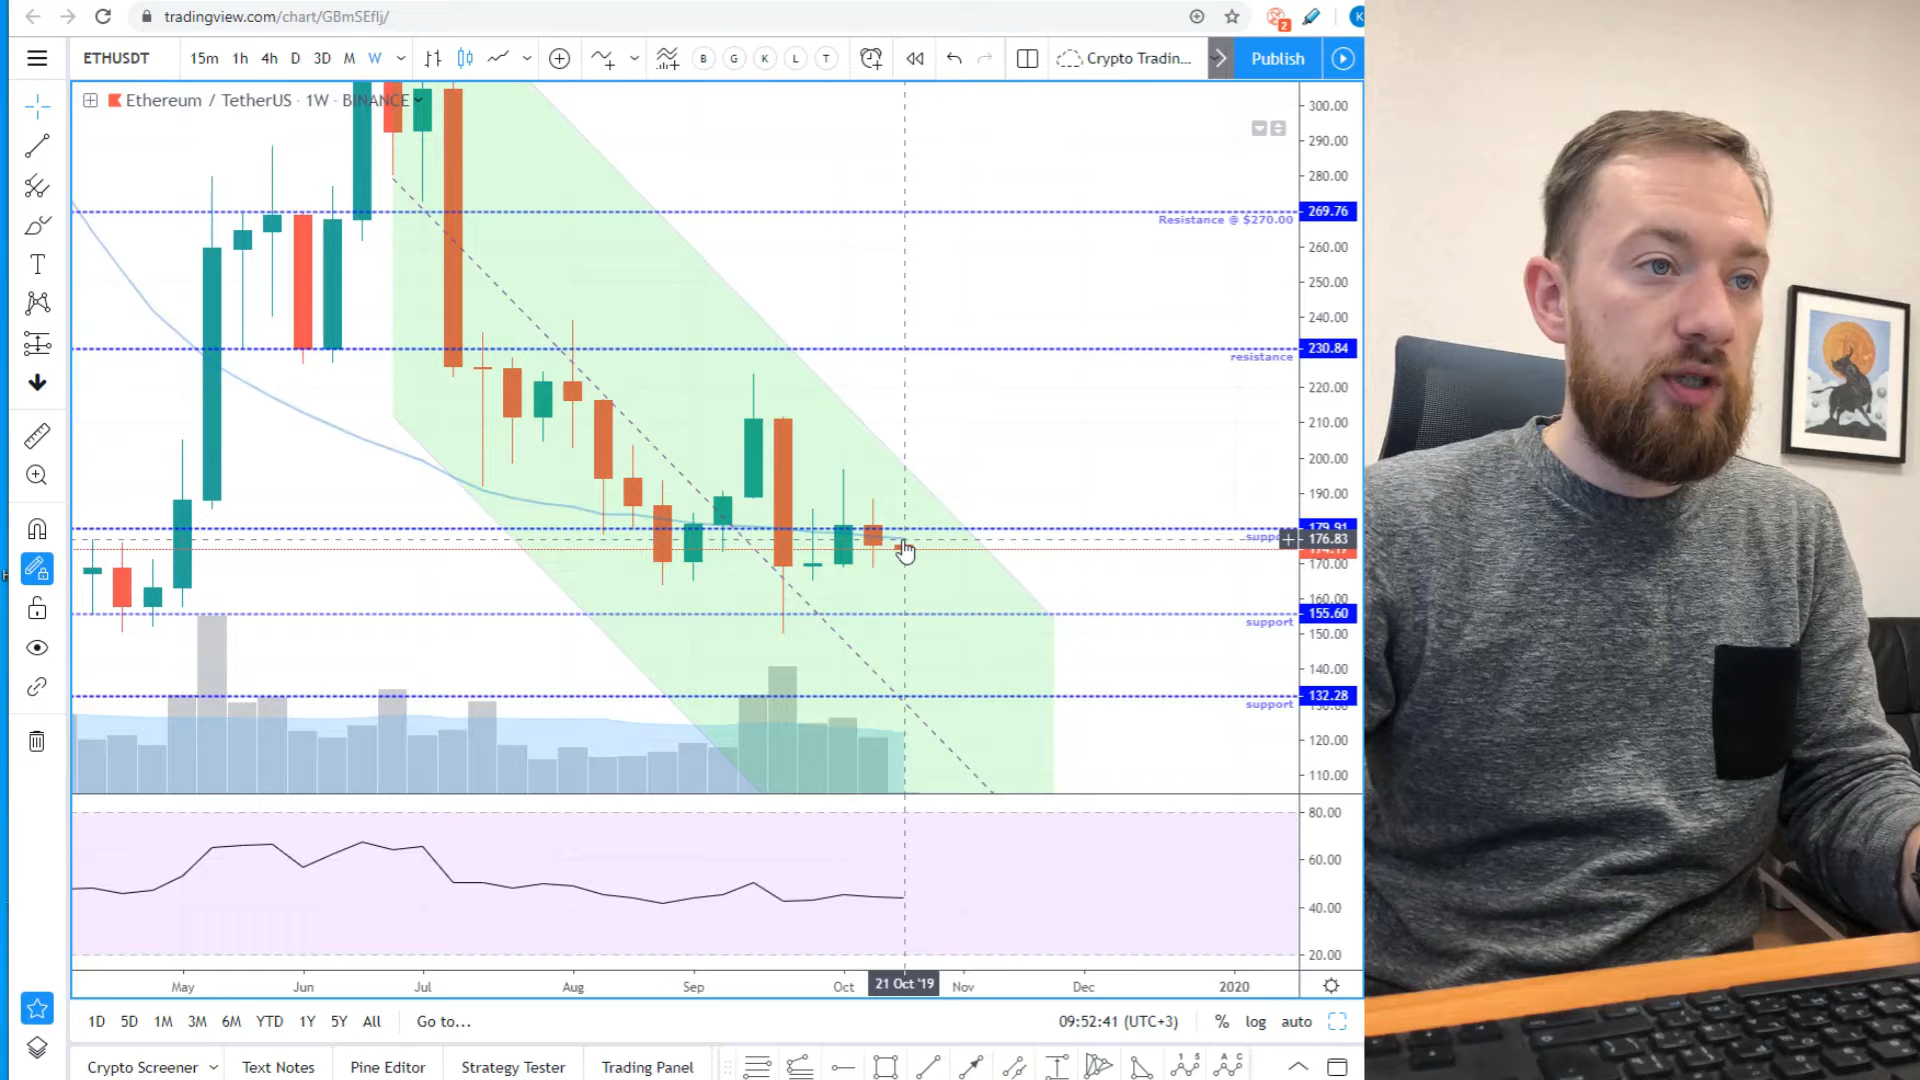 tradingview.com/chart/GBmSEflj/
2
K
ETHUSDT 15m 1h 4h D 3D M W B G K L T Crypto Tradin... Publish
Ethereum / TetherUS · 1W · BINANCE
300.00
290.00
280.00
269.76
Resistance @ $270.00
260.00
250.00
240.00
230.84
resistance
220.00
210.00
200.00
190.00
179.91
suppo 176.83
174.17
170.00
160.00
155.60
support
150.00
140.00
132.28
support
130.00
120.00
110.00
80.00
60.00
40.00
20.00
May Jun Jul Aug Sep Oct 21 Oct '19 Nov Dec 2020
1D 5D 1M 3M 6M YTD 1Y 5Y All Go to... 09:52:41 (UTC+3) % log auto
Crypto Screener Text Notes Pine Editor Strategy Tester Trading Panel